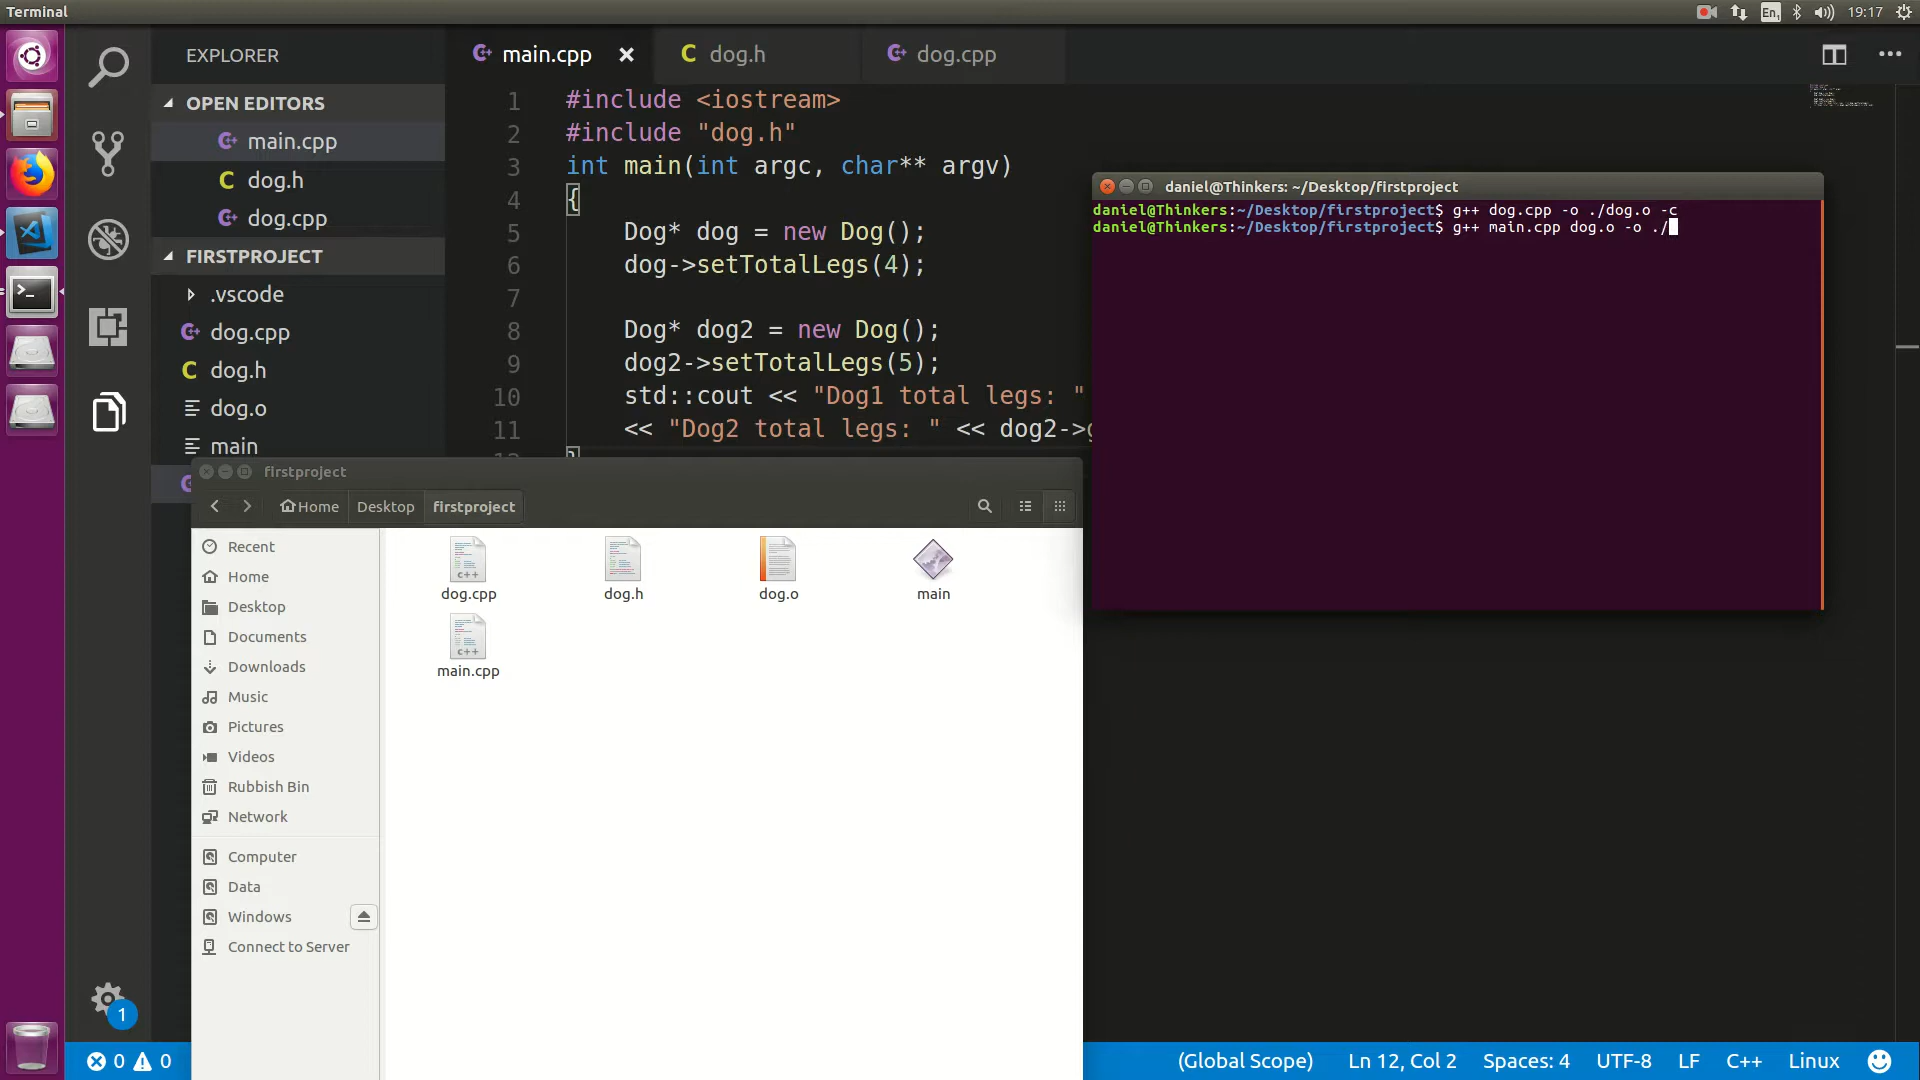 Terminal
En
19:17
EXPLORER
main.cpp
dog.h
dog.cpp
OPEN EDITORS
main.cpp
dog.h
dog.cpp
FIRSTPROJECT
.vscode
dog.cpp
dog.h
dog.o
main
1 #include <iostream>
2 #include "dog.h"
3 int main(int argc, char** argv)
4 {
5 Dog* dog = new Dog();
6 dog->setTotalLegs(4);
7
8 Dog* dog2 = new Dog();
9 dog2->setTotalLegs(5);
10 std::cout << "Dog1 total legs: "
11 << "Dog2 total legs: " << dog2->
daniel@Thinkers: ~/Desktop/firstproject
daniel@Thinkers:~/Desktop/firstproject$ g++ dog.cpp -o ./dog.o -c
daniel@Thinkers:~/Desktop/firstproject$ g++ main.cpp dog.o -o ./
firstproject
Home
Desktop
firstproject
Recent
Home
Desktop
Documents
Downloads
Music
Pictures
Videos
Rubbish Bin
Network
Computer
Data
Windows
Connect to Server
dog.cpp
dog.h
dog.o
main
main.cpp
1
0 0
(Global Scope)
Ln 12, Col 2
Spaces: 4
UTF-8
LF
C++
Linux